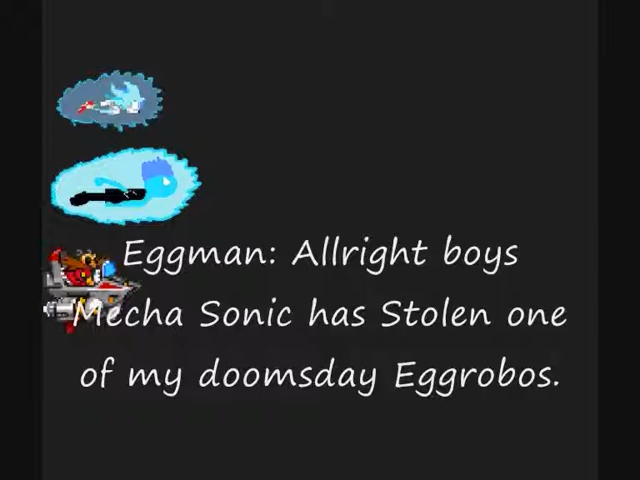 Eggman: Allright boys
Mecha Sonic has Stolen one
of my doomsday Eggrobos.